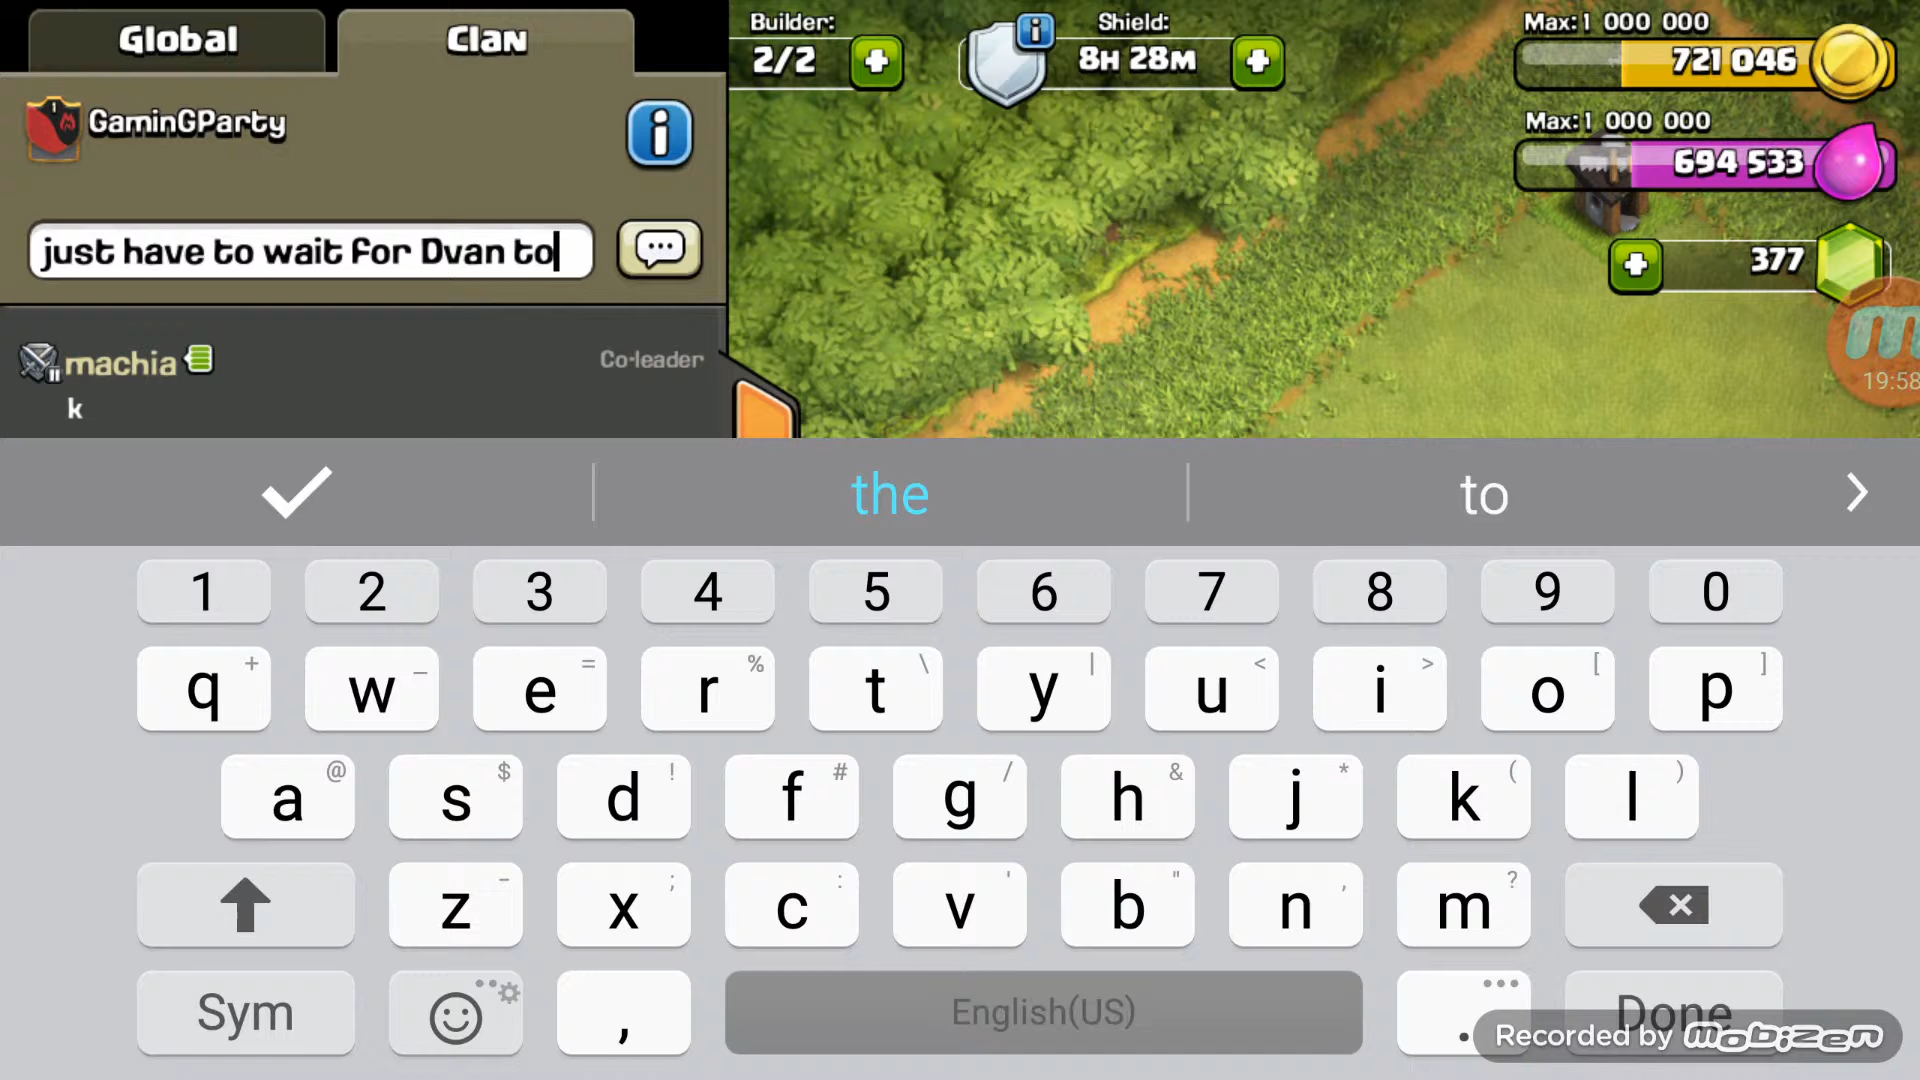 Global
Clan
Builder:
2/2
Shield:
8H 28M
Max: 1 000 000
721 046
GaminGParty
i
i
Max: 1 000 000
694 533
just have to wait for Dvan to
377
machia
Co-leader
k
19:58
the
to
1 2 3 4 5 6 7 8 9 0
q + w _ e = r % t \ y | u < i > o [ p ]
a @ s $ d ! f # g / h & j * k ( l )
z - x ; c : v ' b " n , m ?
Sym
,
English(US)
.
Done
Recorded by mobizen